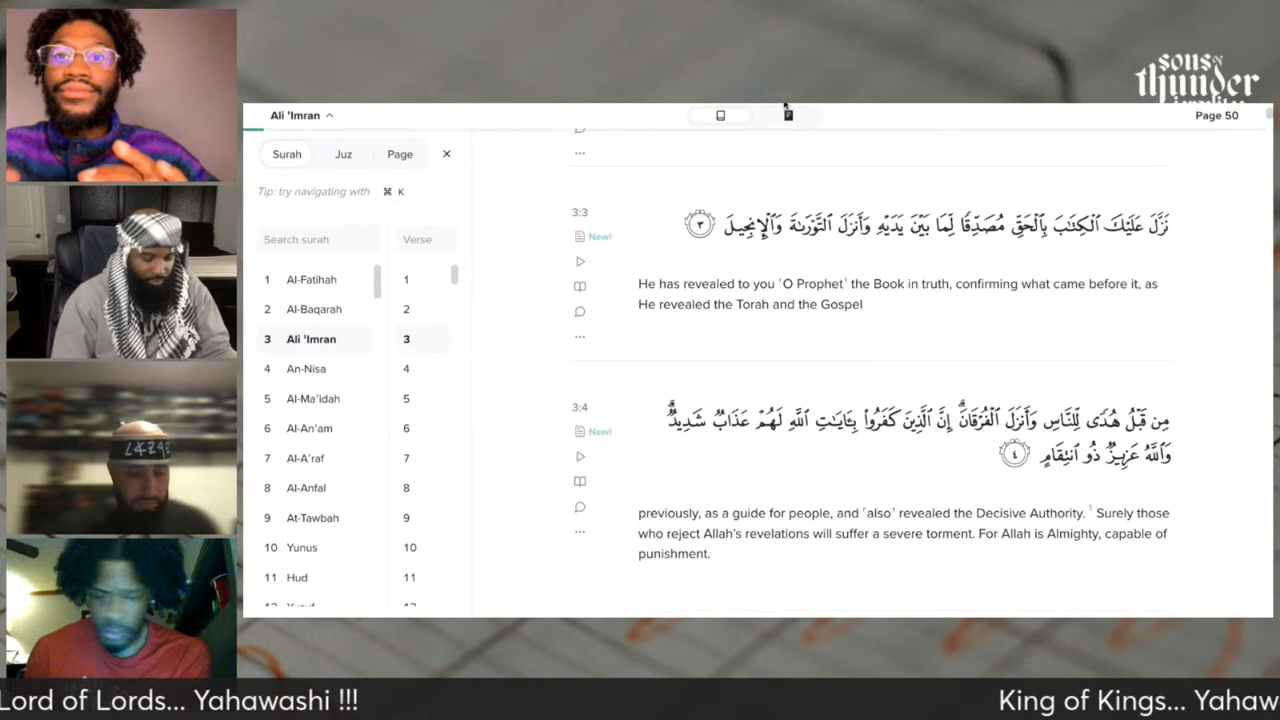 sons of
thunder
Ali 'Imran
Page 50
Surah
Juz
Page
Tip: try navigating with ⌘ K
Search surah
Verse
1 Al-Fatihah
1
2 Al-Baqarah
2
3 Ali 'Imran
3
4 An-Nisa
4
5 Al-Ma'idah
5
6 Al-An'am
6
7 Al-A'raf
7
8 Al-Anfal
8
9 At-Tawbah
9
10 Yunus
10
11 Hud
11
3:3
New!
نَزَّلَ عَلَيْكَ ٱلْكِتَـٰبَ بِٱلْحَقِّ مُصَدِّقًۭا لِّمَا بَيْنَ يَدَيْهِ وَأَنزَلَ ٱلتَّوْرَىٰةَ وَٱلْإِنجِيلَ ٣
He has revealed to you ˹O Prophet˺ the Book in truth, confirming what came before it, as
He revealed the Torah and the Gospel
3:4
New!
مِن قَبْلُ هُدًۭى لِّلنَّاسِ وَأَنزَلَ ٱلْفُرْقَانَ ۗ إِنَّ ٱلَّذِينَ كَفَرُوا۟ بِـَٔايَـٰتِ ٱللَّهِ لَهُمْ عَذَابٌۭ شَدِيدٌۭ ۗ
وَٱللَّهُ عَزِيزٌۭ ذُو ٱنتِقَامٍ ٤
previously, as a guide for people, and ˹also˺ revealed the Decisive Authority. 1 Surely those
who reject Allah's revelations will suffer a severe torment. For Allah is Almighty, capable of
punishment.
Lord of Lords... Yahawashi !!!
King of Kings... Yahaw